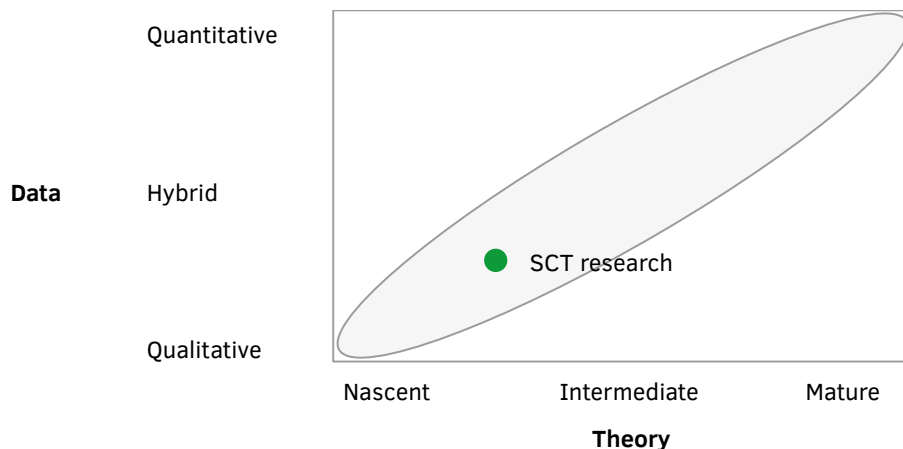 Quantitative
Data
Hybrid
SCT research
Qualitative
Nascent
Intermediate
Mature
Theory